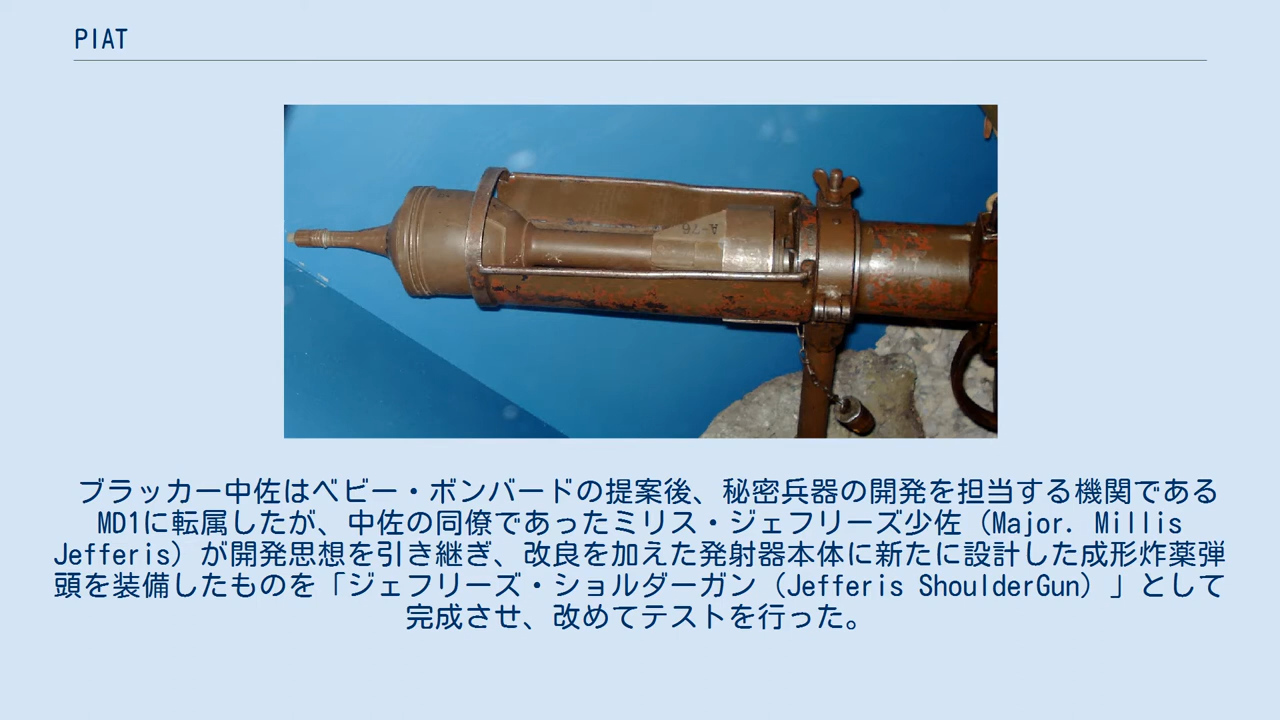 PIAT
A-76
ブラッカー中佐はベビー・ボンバードの提案後、秘密兵器の開発を担当する機関である
MD1に転属したが、中佐の同僚であったミリス・ジェフリーズ少佐（Major. Millis
Jefferis）が開発思想を引き継ぎ、改良を加えた発射器本体に新たに設計した成形炸薬弾
頭を装備したものを「ジェフリーズ・ショルダーガン（Jefferis ShoulderGun）」として
完成させ、改めてテストを行った。